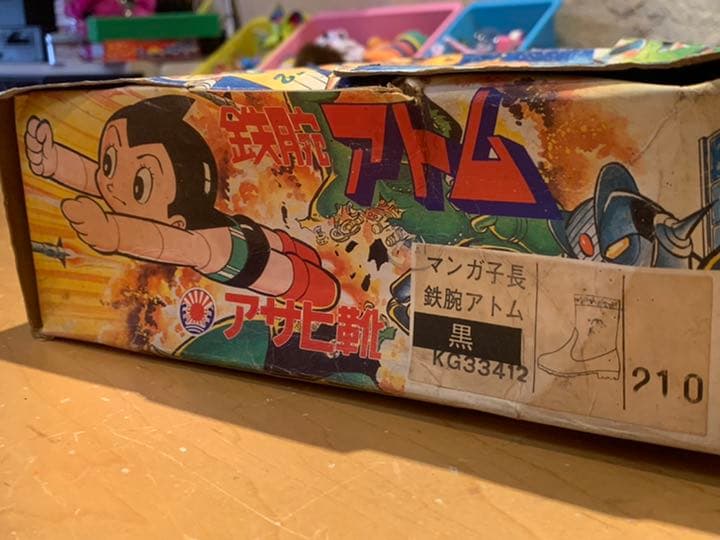 鉄腕アトム
アサヒ靴
マンガ子長
鉄腕アトム
黒
KG33412
210